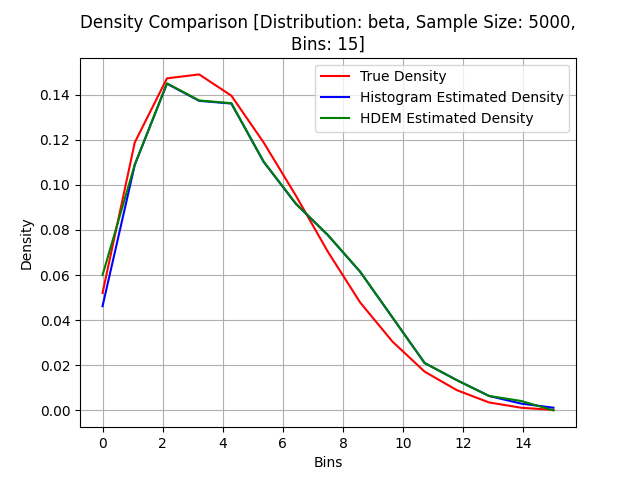 Density Comparison [Distribution: beta, Sample Size: 5000,
Bins: 15]
True Density
Histogram Estimated Density
HDEM Estimated Density
Density
0.14
0.12
0.10
0.08
0.06
0.04
0.02
0.00
0 2 4 6 8 10 12 14
Bins